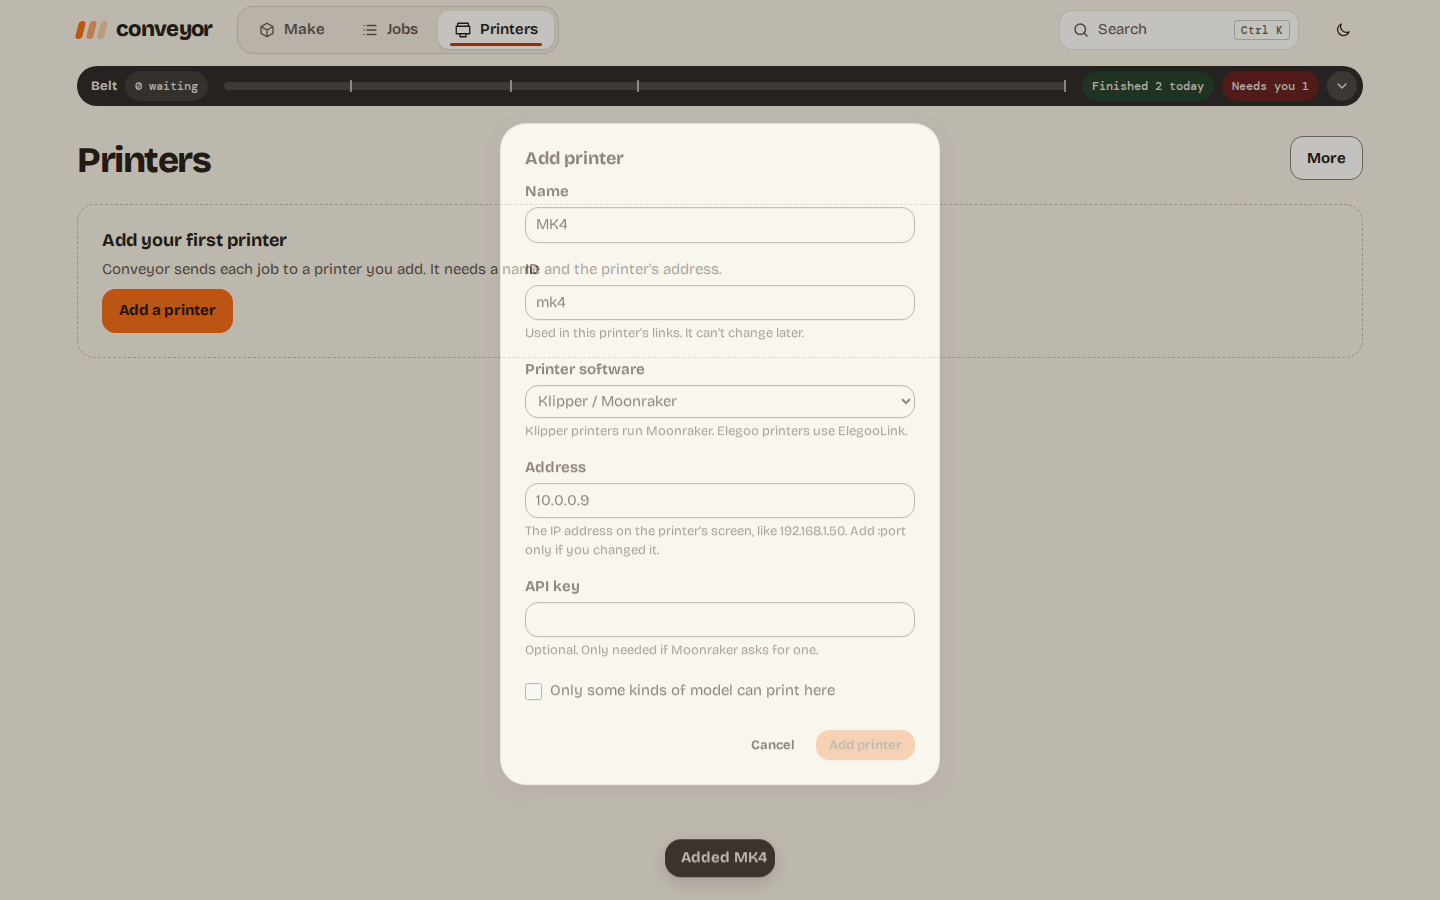 conveyor
Make
Jobs
Printers
Search
Ctrl K
Belt
0 waiting
Finished 2 today
Needs you 1
Printers
More
Add your first printer
Conveyor sends each job to a printer you add. It needs a name and the printer's address.
Add a printer
Add printer
Name
MK4
ID
mk4
Used in this printer's links. It can't change later.
Printer software
Klipper / Moonraker
Klipper printers run Moonraker. Elegoo printers use ElegooLink.
Address
10.0.0.9
The IP address on the printer's screen, like 192.168.1.50. Add :port
only if you changed it.
API key
Optional. Only needed if Moonraker asks for one.
Only some kinds of model can print here
Cancel
Add printer
Added MK4